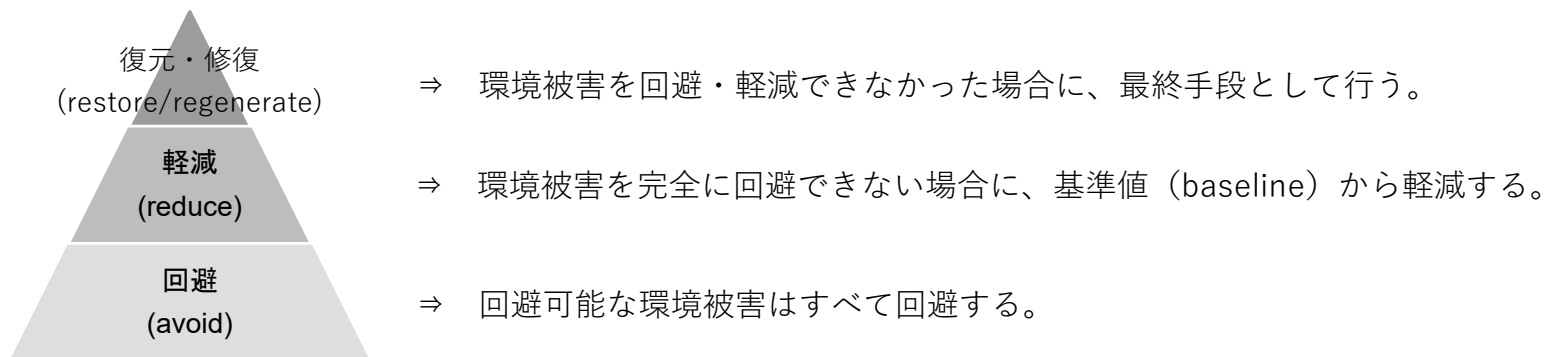 復元・修復
(restore/regenerate)
⇒ 環境被害を回避・軽減できなかった場合に、最終手段として行う。
軽減
(reduce)
⇒ 環境被害を完全に回避できない場合に、基準値（baseline）から軽減する。
回避
(avoid)
⇒ 回避可能な環境被害はすべて回避する。